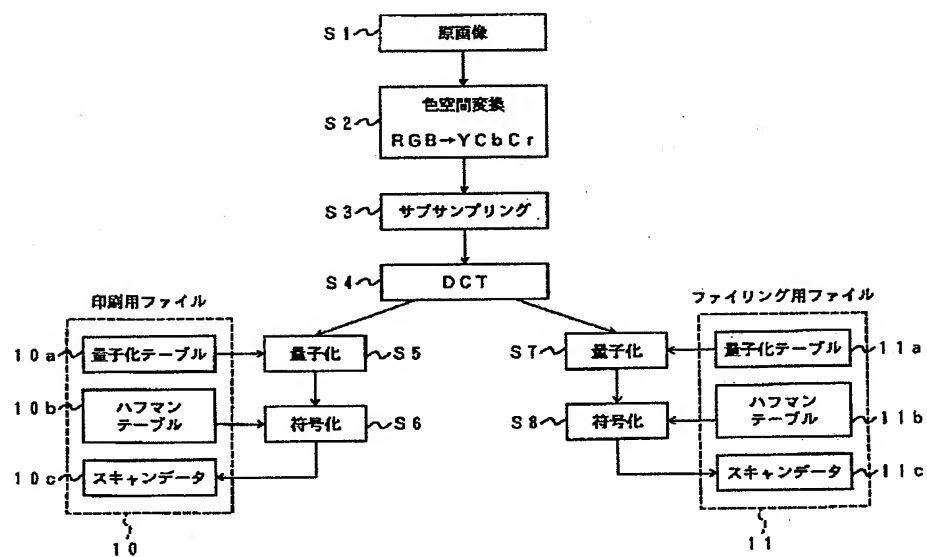 S1
原画像
S2
色空間変換
RGB→YCbCr
S3
サブサンプリング
S4
DCT
印刷用ファイル
ファイリング用ファイル
10a
量子化テーブル
量子化
S5
S7
量子化
量子化テーブル
11a
10b
ハフマン
テーブル
符号化
S6
S8
符号化
ハフマン
テーブル
11b
10c
スキャンデータ
スキャンデータ
11c
10
11